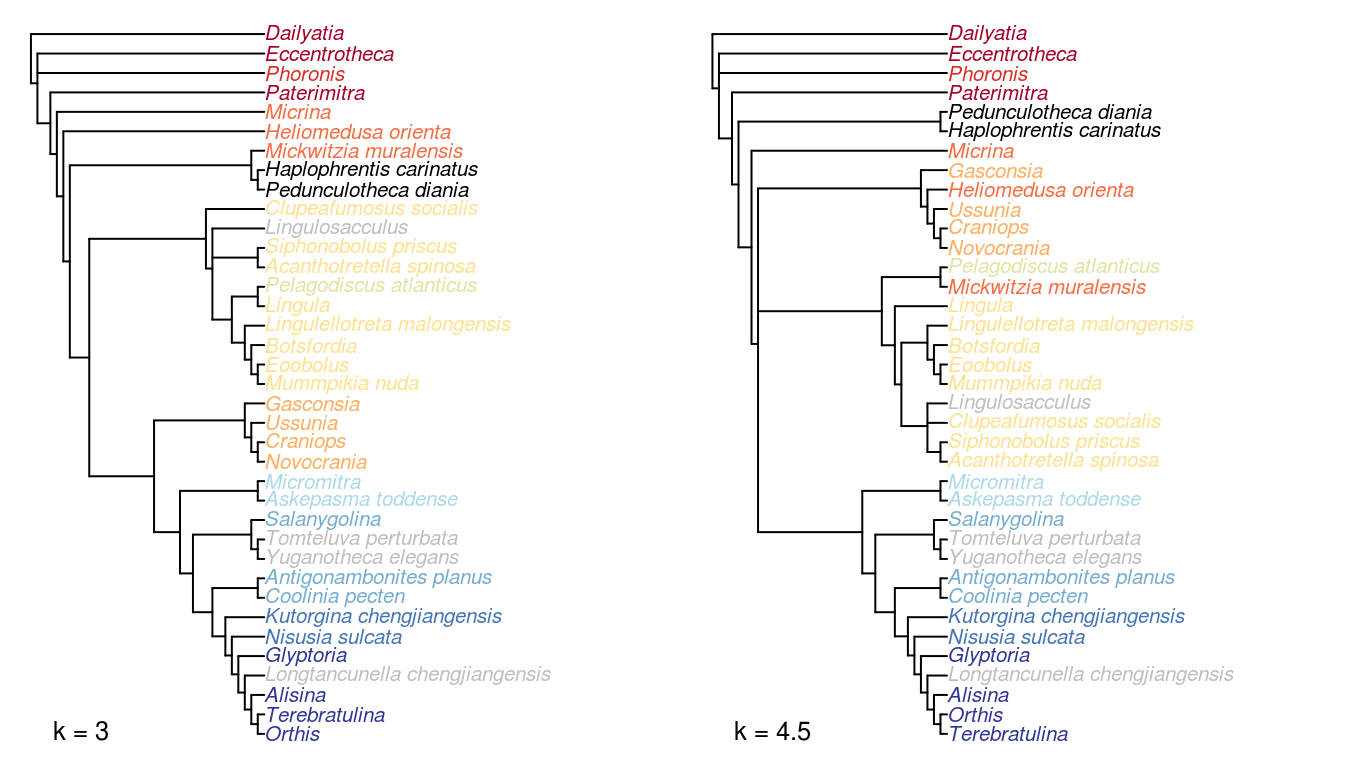 Dailyatia
Eccentrotheca
Phoronis
Paterimitra
Micrina
Heliomedusa orienta
Mickwitzia muralensis
Haplophrentis carinatus
Pedunculotheca diania
Clupeafumosus socialis
Lingulosacculus
Siphonobolus priscus
Acanthotretella spinosa
Pelagodiscus atlanticus
Lingula
Lingulellotreta malongensis
Botsfordia
Eoobolus
Mummpikia nuda
Gasconsia
Ussunia
Craniops
Novocrania
Micromitra
Askepasma toddense
Salanygolina
Tomteluva perturbata
Yuganotheca elegans
Antigonambonites planus
Coolinia pecten
Kutorgina chengjiangensis
Nisusia sulcata
Glyptoria
Longtancunella chengjiangensis
Alisina
Terebratulina
Orthis
k = 3
Dailyatia
Eccentrotheca
Phoronis
Paterimitra
Pedunculotheca diania
Haplophrentis carinatus
Micrina
Gasconsia
Heliomedusa orienta
Ussunia
Craniops
Novocrania
Pelagodiscus atlanticus
Mickwitzia muralensis
Lingula
Lingulellotreta malongensis
Botsfordia
Eoobolus
Mummpikia nuda
Lingulosacculus
Clupeafumosus socialis
Siphonobolus priscus
Acanthotretella spinosa
Micromitra
Askepasma toddense
Salanygolina
Tomteluva perturbata
Yuganotheca elegans
Antigonambonites planus
Coolinia pecten
Kutorgina chengjiangensis
Nisusia sulcata
Glyptoria
Longtancunella chengjiangensis
Alisina
Orthis
Terebratulina
k = 4.5